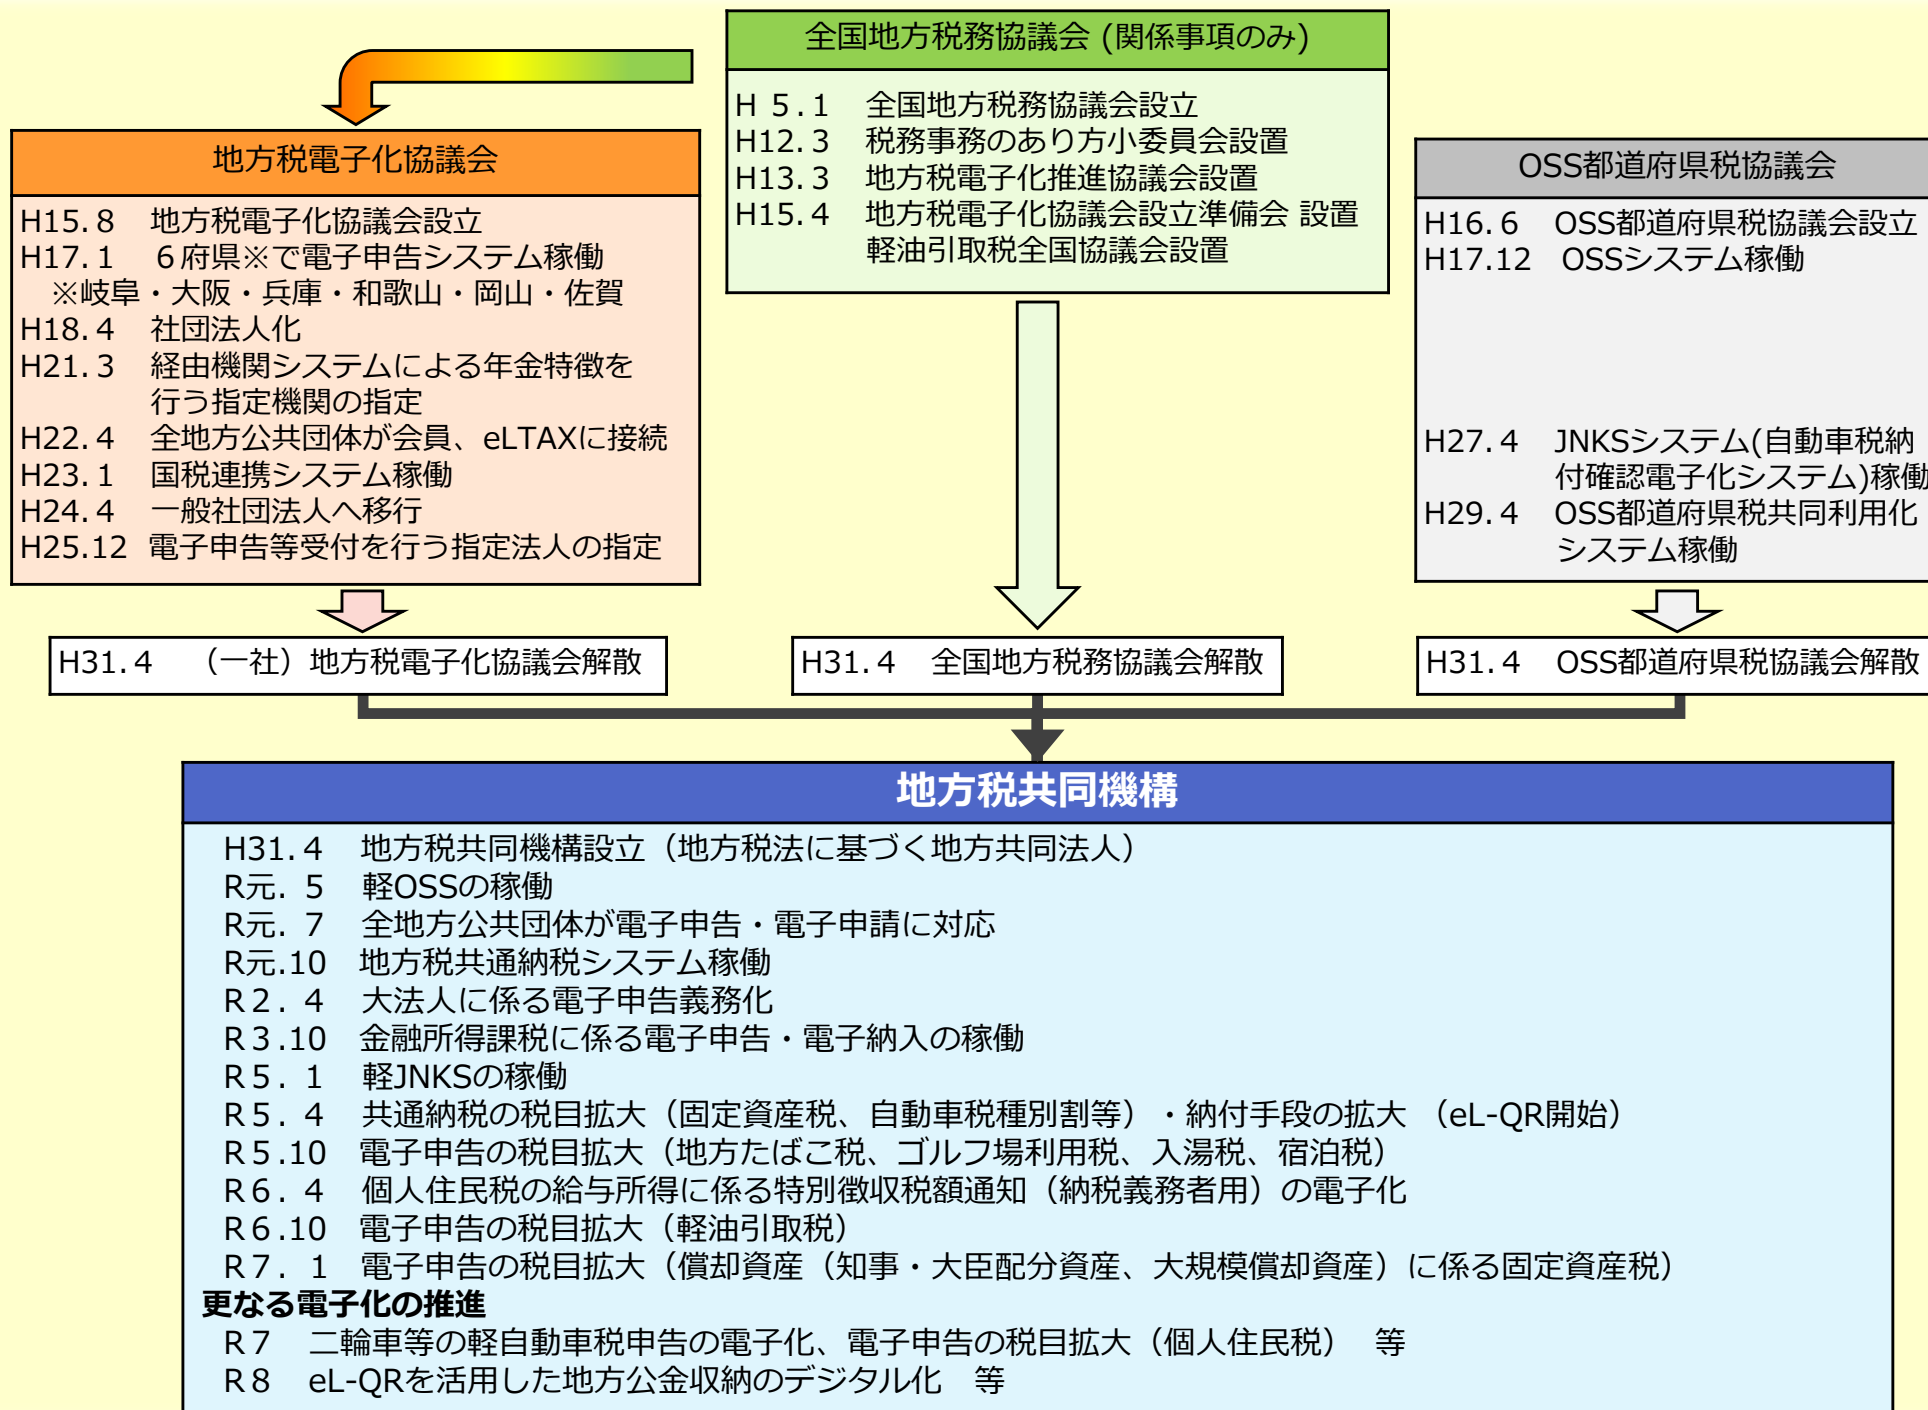 全国地方税務協議会 (関係事項のみ)
H 5.1　全国地方税務協議会設立
H12.3　税務事務のあり方小委員会設置
H13.3　地方税電子化推進協議会設置
H15.4　地方税電子化協議会設立準備会 設置
軽油引取税全国協議会設置
地方税電子化協議会
H15.8　地方税電子化協議会設立
H17.1　６府県※で電子申告システム稼働
※岐阜・大阪・兵庫・和歌山・岡山・佐賀
H18.4　社団法人化
H21.3　経由機関システムによる年金特徴を
行う指定機関の指定
H22.4　全地方公共団体が会員、eLTAXに接続
H23.1　国税連携システム稼働
H24.4　一般社団法人へ移行
H25.12　電子申告等受付を行う指定法人の指定
OSS都道府県税協議会
H16.6　OSS都道府県税協議会設立
H17.12　OSSシステム稼働
H27.4　JNKSシステム(自動車税納
付確認電子化システム)稼働
H29.4　OSS都道府県税共同利用化
システム稼働
H31.4　（一社）地方税電子化協議会解散
H31.4　全国地方税務協議会解散
H31.4　OSS都道府県税協議会解散
地方税共同機構
H31.4　地方税共同機構設立（地方税法に基づく地方共同法人）
R元. 5　軽OSSの稼働
R元. 7　全地方公共団体が電子申告・電子申請に対応
R元.10　地方税共通納税システム稼働
R２. 4　大法人に係る電子申告義務化
R３.10　金融所得課税に係る電子申告・電子納入の稼働
R５. 1　軽JNKSの稼働
R５. 4　共通納税の税目拡大（固定資産税、自動車税種別割等）・納付手段の拡大 （eL-QR開始）
R５.10　電子申告の税目拡大（地方たばこ税、ゴルフ場利用税、入湯税、宿泊税）
R６. 4　個人住民税の給与所得に係る特別徴収税額通知（納税義務者用）の電子化
R６.10　電子申告の税目拡大（軽油引取税）
R７. 1　電子申告の税目拡大（償却資産（知事・大臣配分資産、大規模償却資産）に係る固定資産税）
更なる電子化の推進
R７　二輪車等の軽自動車税申告の電子化、電子申告の税目拡大（個人住民税）　等
R８　eL-QRを活用した地方公金収納のデジタル化　等